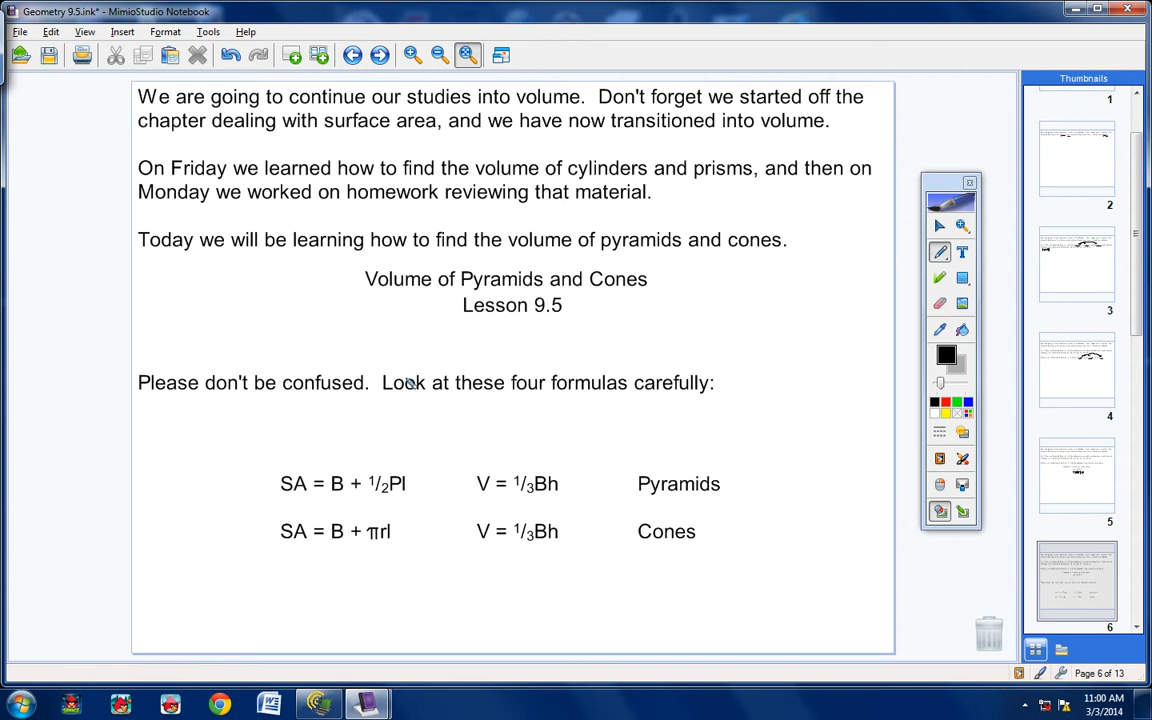 Geometry 9.5.ink* - MimioStudio Notebook
File Edit View Insert Format Tools Help
We are going to continue our studies into volume. Don't forget we started off the
chapter dealing with surface area, and we have now transitioned into volume.
On Friday we learned how to find the volume of cylinders and prisms, and then on
Monday we worked on homework reviewing that material.
Today we will be learning how to find the volume of pyramids and cones.
Volume of Pyramids and Cones
Lesson 9.5
Please don't be confused. Look at these four formulas carefully:
SA = B + 1/2Pl V = 1/3Bh Pyramids
SA = B + πrl V = 1/3Bh Cones
Thumbnails
1
2
3
4
5
6
Page 6 of 13
11:00 AM
3/3/2014